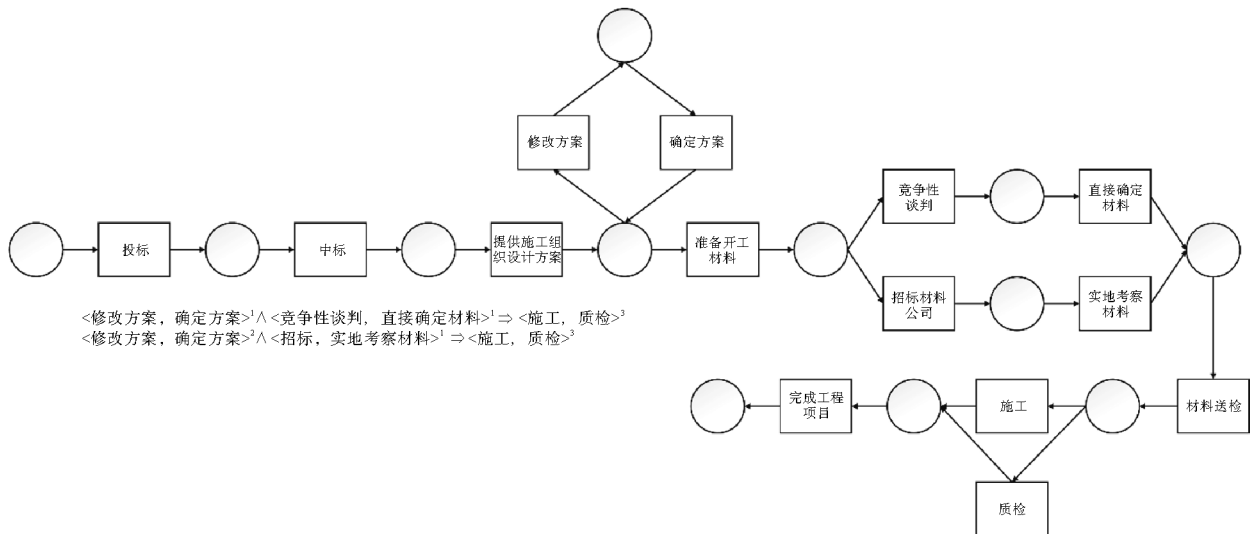 修改方案
确定方案
竞争性
谈判
直接确定
材料
投标
中标
提供施工组
织设计方案
准备开工
材料
招标材料
公司
实地考察
材料
<修改方案, 确定方案>¹∧<竞争性谈判, 直接确定材料>¹⇒<施工, 质检>³
<修改方案, 确定方案>²∧<招标, 实地考察材料>¹⇒<施工, 质检>³
完成工程
项目
施工
材料送检
质检